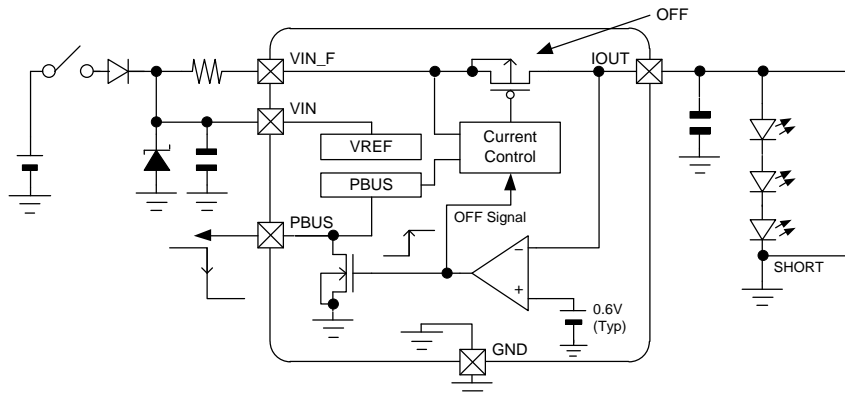 OFF
VIN_F
IOUT
VIN
VREF
Current
Control
PBUS
OFF Signal
PBUS
−
+
0.6V
(Typ)
SHORT
GND